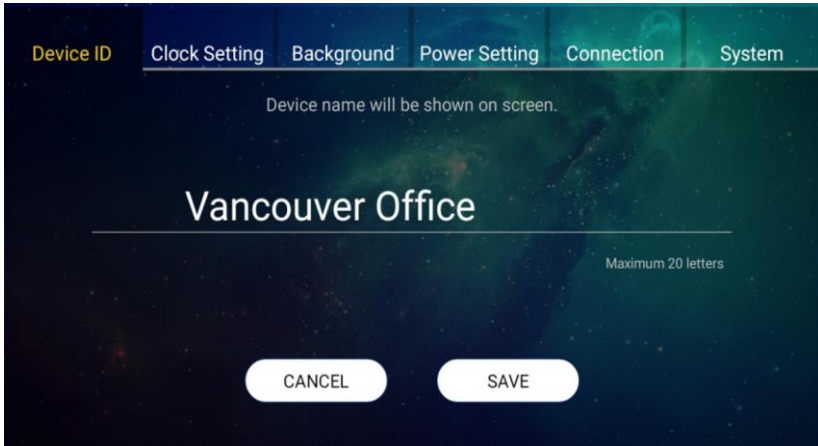 Device ID Clock Setting Background Power Setting Connection System
Device name will be shown on screen.
Vancouver Office
Maximum 20 letters
CANCEL SAVE